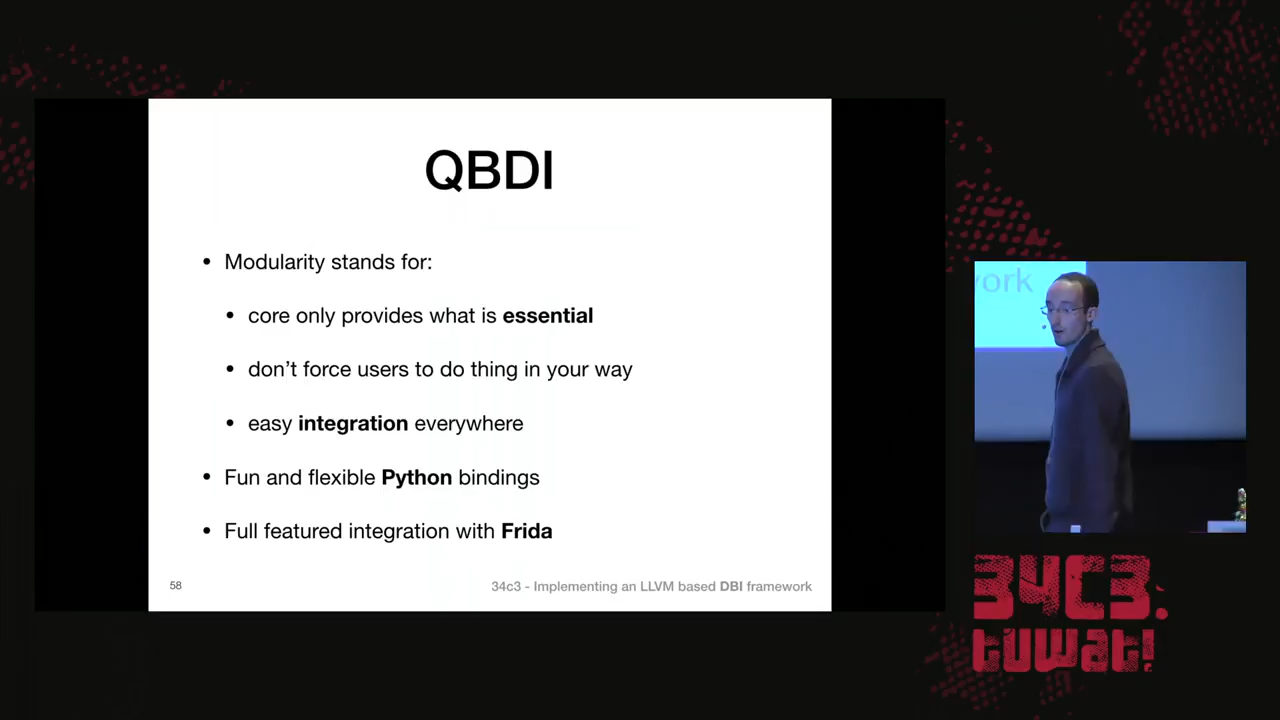 QBDI
• Modularity stands for:
• core only provides what is essential
• don't force users to do thing in your way
• easy integration everywhere
• Fun and flexible Python bindings
• Full featured integration with Frida
58
34c3 - Implementing an LLVM based DBI framework
work
34C3.
tuwat!